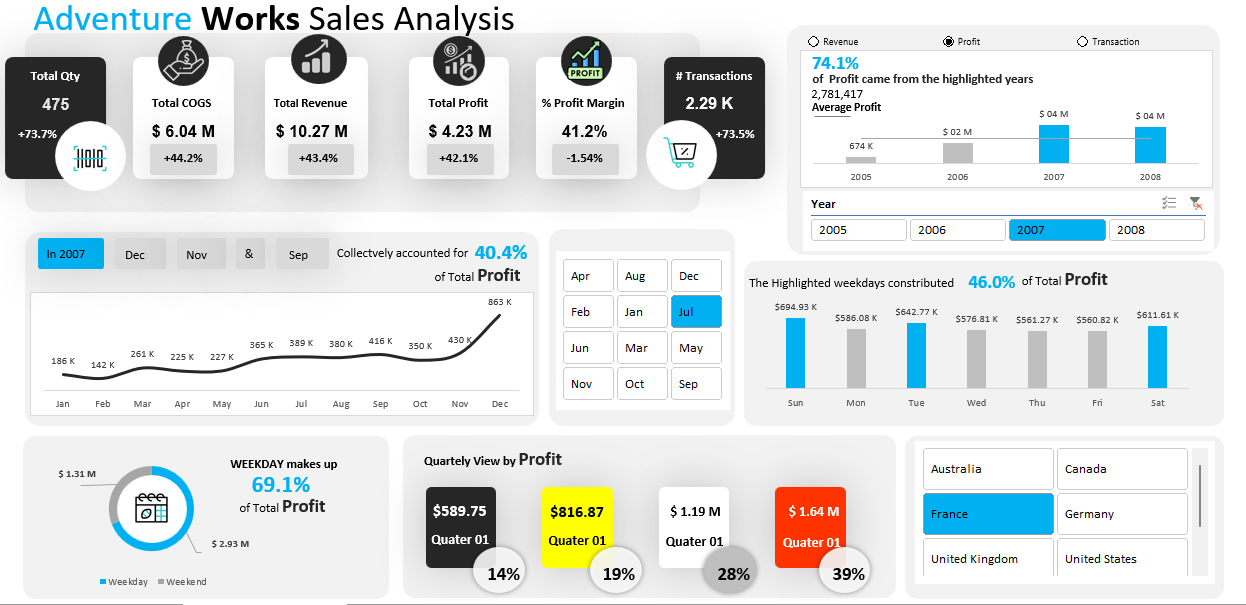 Adventure Works Sales Analysis
Total Qty
475
+73.7%
Total COGS
$ 6.04 M
+44.2%
Total Revenue
$ 10.27 M
+43.4%
Total Profit
$ 4.23 M
+42.1%
PROFIT
% Profit Margin
41.2%
-1.54%
# Transactions
2.29 K
+73.5%
Revenue
Profit
Transaction
74.1%
of Profit came from the highlighted years
2,781,417
Average Profit
674 K
$ 02 M
$ 04 M
$ 04 M
2005
2006
2007
2008
Year
2005
2006
2007
2008
In 2007
Dec
Nov
&
Sep
Collectvely accounted for 40.4%
of Total Profit
186 K
142 K
261 K
225 K
227 K
365 K
389 K
380 K
416 K
350 K
430 K
863 K
Jan
Feb
Mar
Apr
May
Jun
Jul
Aug
Sep
Oct
Nov
Dec
Apr
Aug
Dec
Feb
Jan
Jul
Jun
Mar
May
Nov
Oct
Sep
The Highlighted weekdays constributed 46.0% of Total Profit
$694.93 K
$586.08 K
$642.77 K
$576.81 K
$561.27 K
$560.82 K
$611.61 K
Sun
Mon
Tue
Wed
Thu
Fri
Sat
$ 1.31 M
$ 2.93 M
Weekday
Weekend
WEEKDAY makes up
69.1%
of Total Profit
Quartely View by Profit
$589.75
Quater 01
14%
$816.87
Quater 01
19%
$ 1.19 M
Quater 01
28%
$ 1.64 M
Quater 01
39%
Australia
Canada
France
Germany
United Kingdom
United States